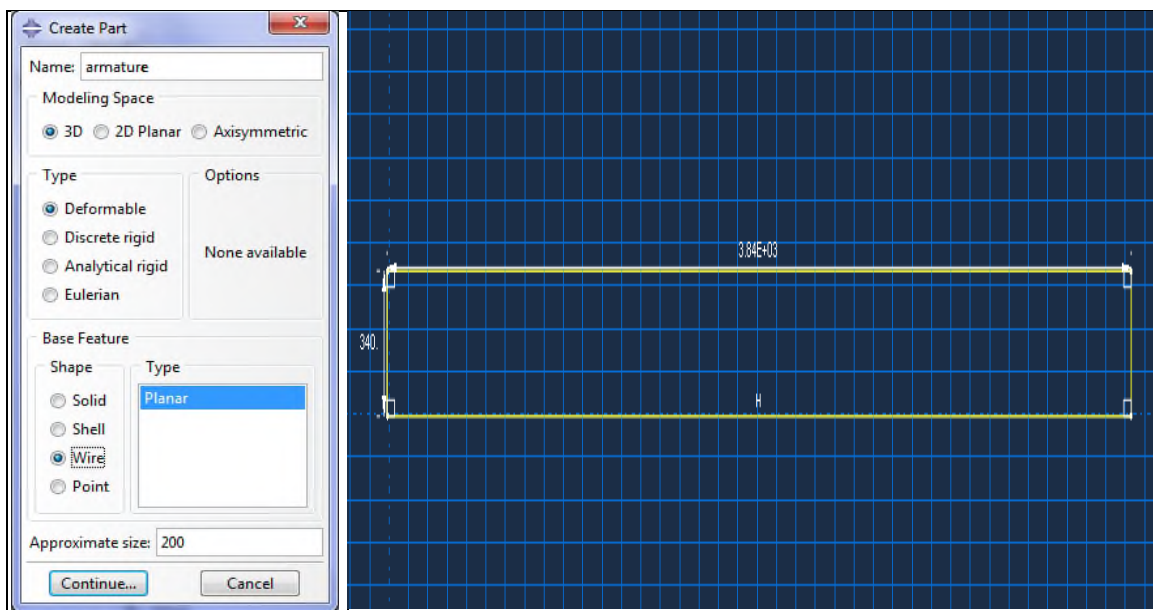 Create Part
X
Name: armature
Modeling Space
3D 2D Planar Axisymmetric
Type
Deformable
Discrete rigid
Analytical rigid
Eulerian
Options
None available
Base Feature
Shape
Solid
Shell
Wire
Point
Type
Planar
Approximate size: 200
Continue... Cancel
3.84E+03
340.
H